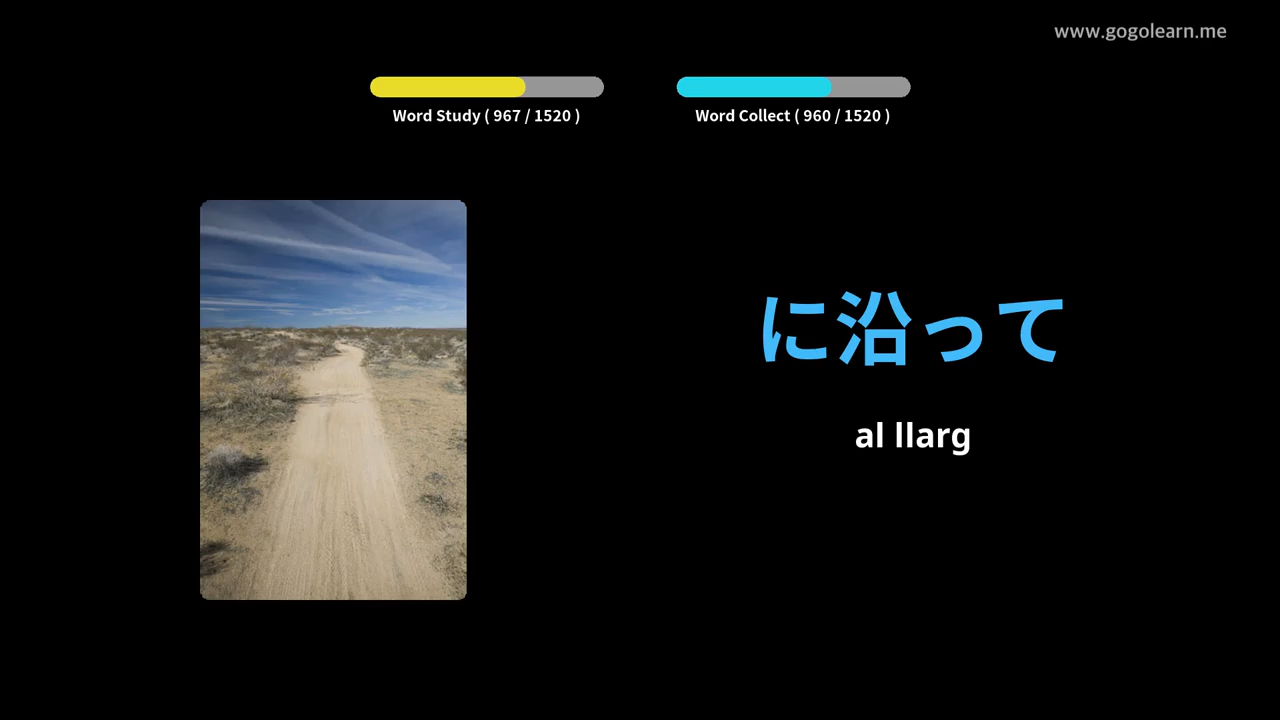 www.gogolearn.me
Word Study ( 967 / 1520 )
Word Collect ( 960 / 1520 )
に沿って
al llarg